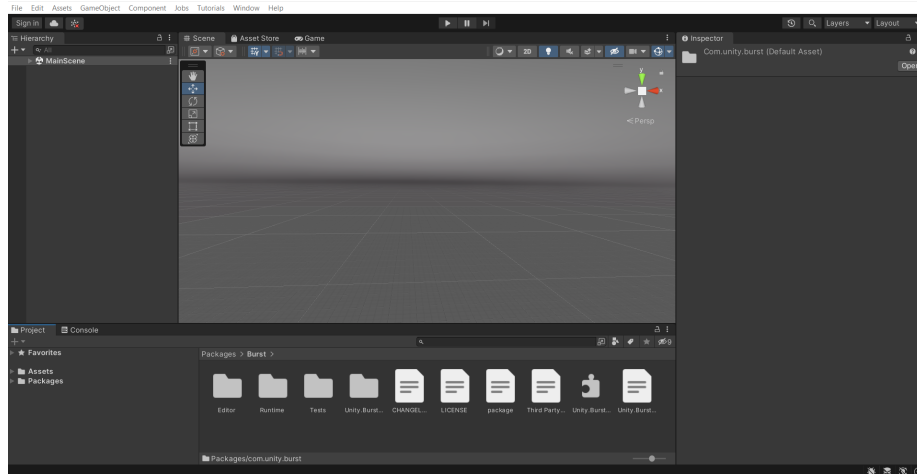 File Edit Assets GameObject Component Jobs Tutorials Window Help
Sign in Layers Layout
Hierarchy Scene Asset Store Game Inspector
All 2D Com.unity.burst (Default Asset)
MainScene Open
y
x
Persp
Project Console
9
Favorites Packages > Burst >
Assets
Packages
Editor Runtime Tests Unity.Burst... CHANGEL... LICENSE package Third Party... Unity.Burst... Unity.Burst...
Packages/com.unity.burst